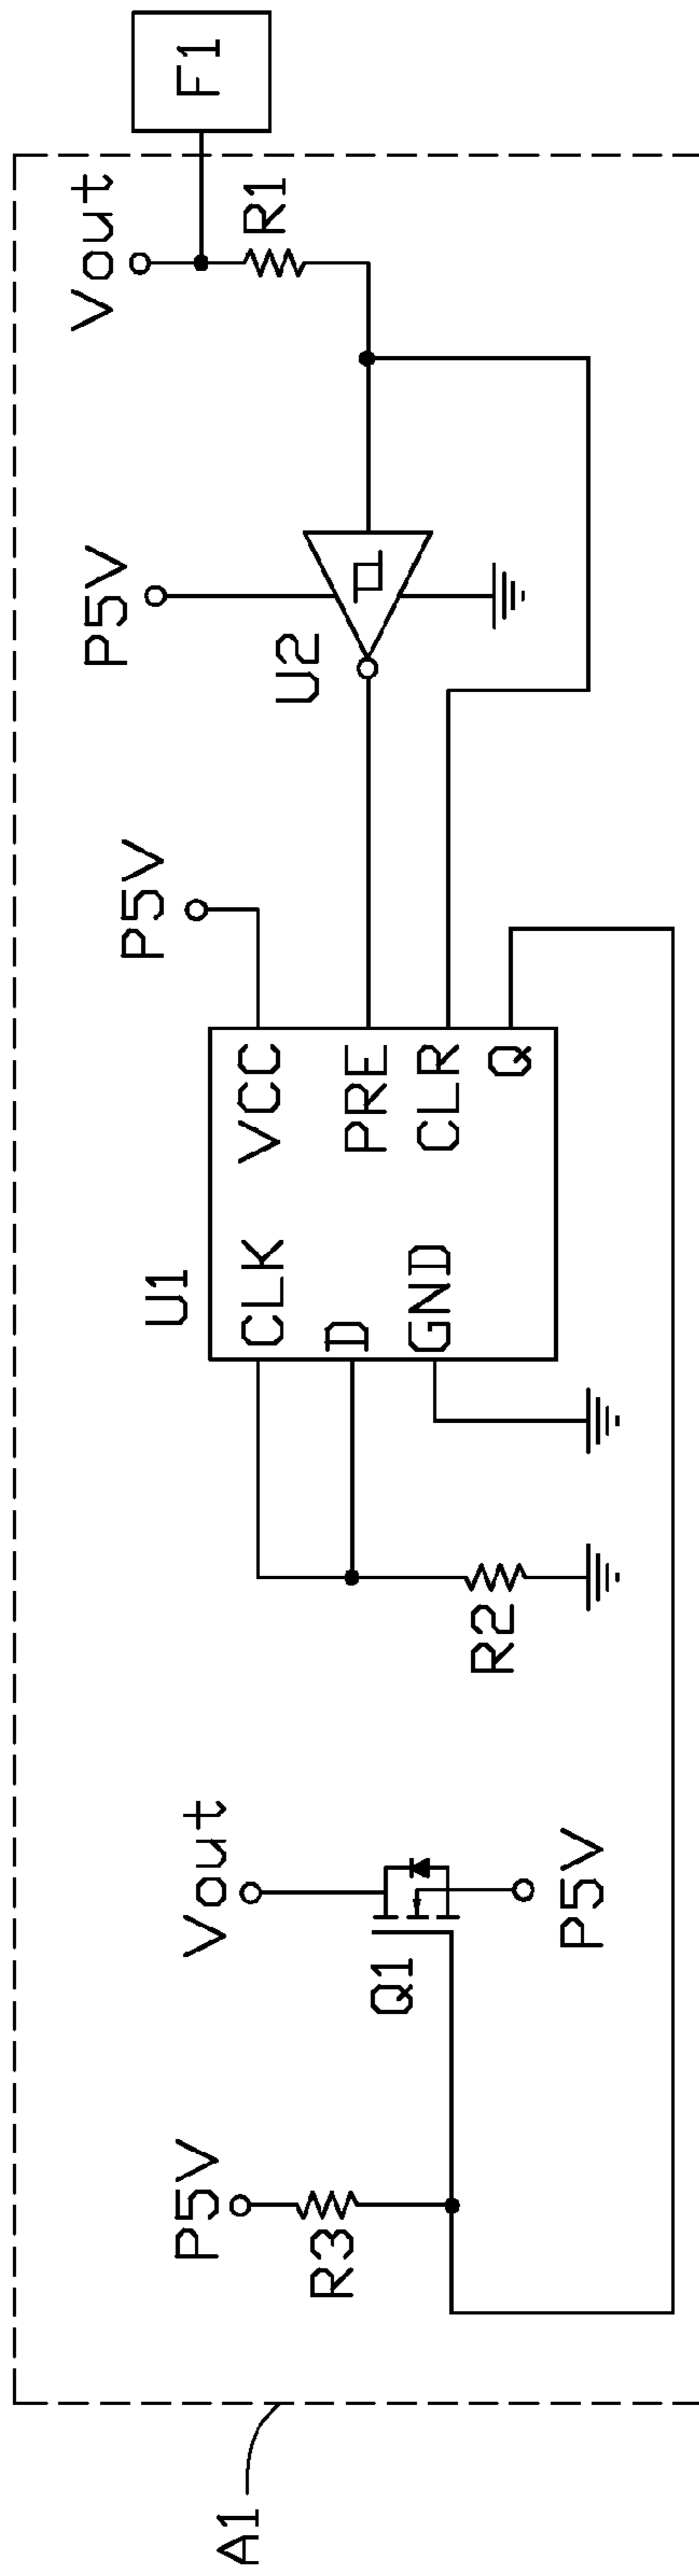 A1
P5V
R3
Q1
Vout
P5V
R2
U1
CLK
D
GND
VCC
PRE
CLR
Q
P5V
P5V
U2
Vout
R1
F1